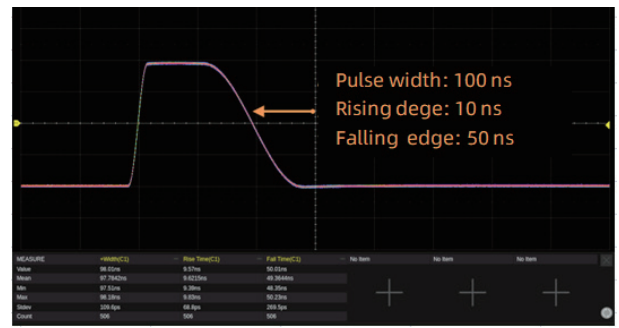 Pulse width: 100 ns
Rising dege: 10 ns
Falling edge: 50 ns
MEASURE +Width(C1) Rise Time(C1) Fall Time(C1) No Item No Item No Item
Value 98.01ns 9.57ns 50.01ns
Mean 97.7842ns 9.6215ns 49.3644ns
Min 97.51ns 9.39ns 48.35ns
Max 98.18ns 9.83ns 50.23ns
Stdev 109.6ps 68.8ps 269.5ps
Count 506 506 506